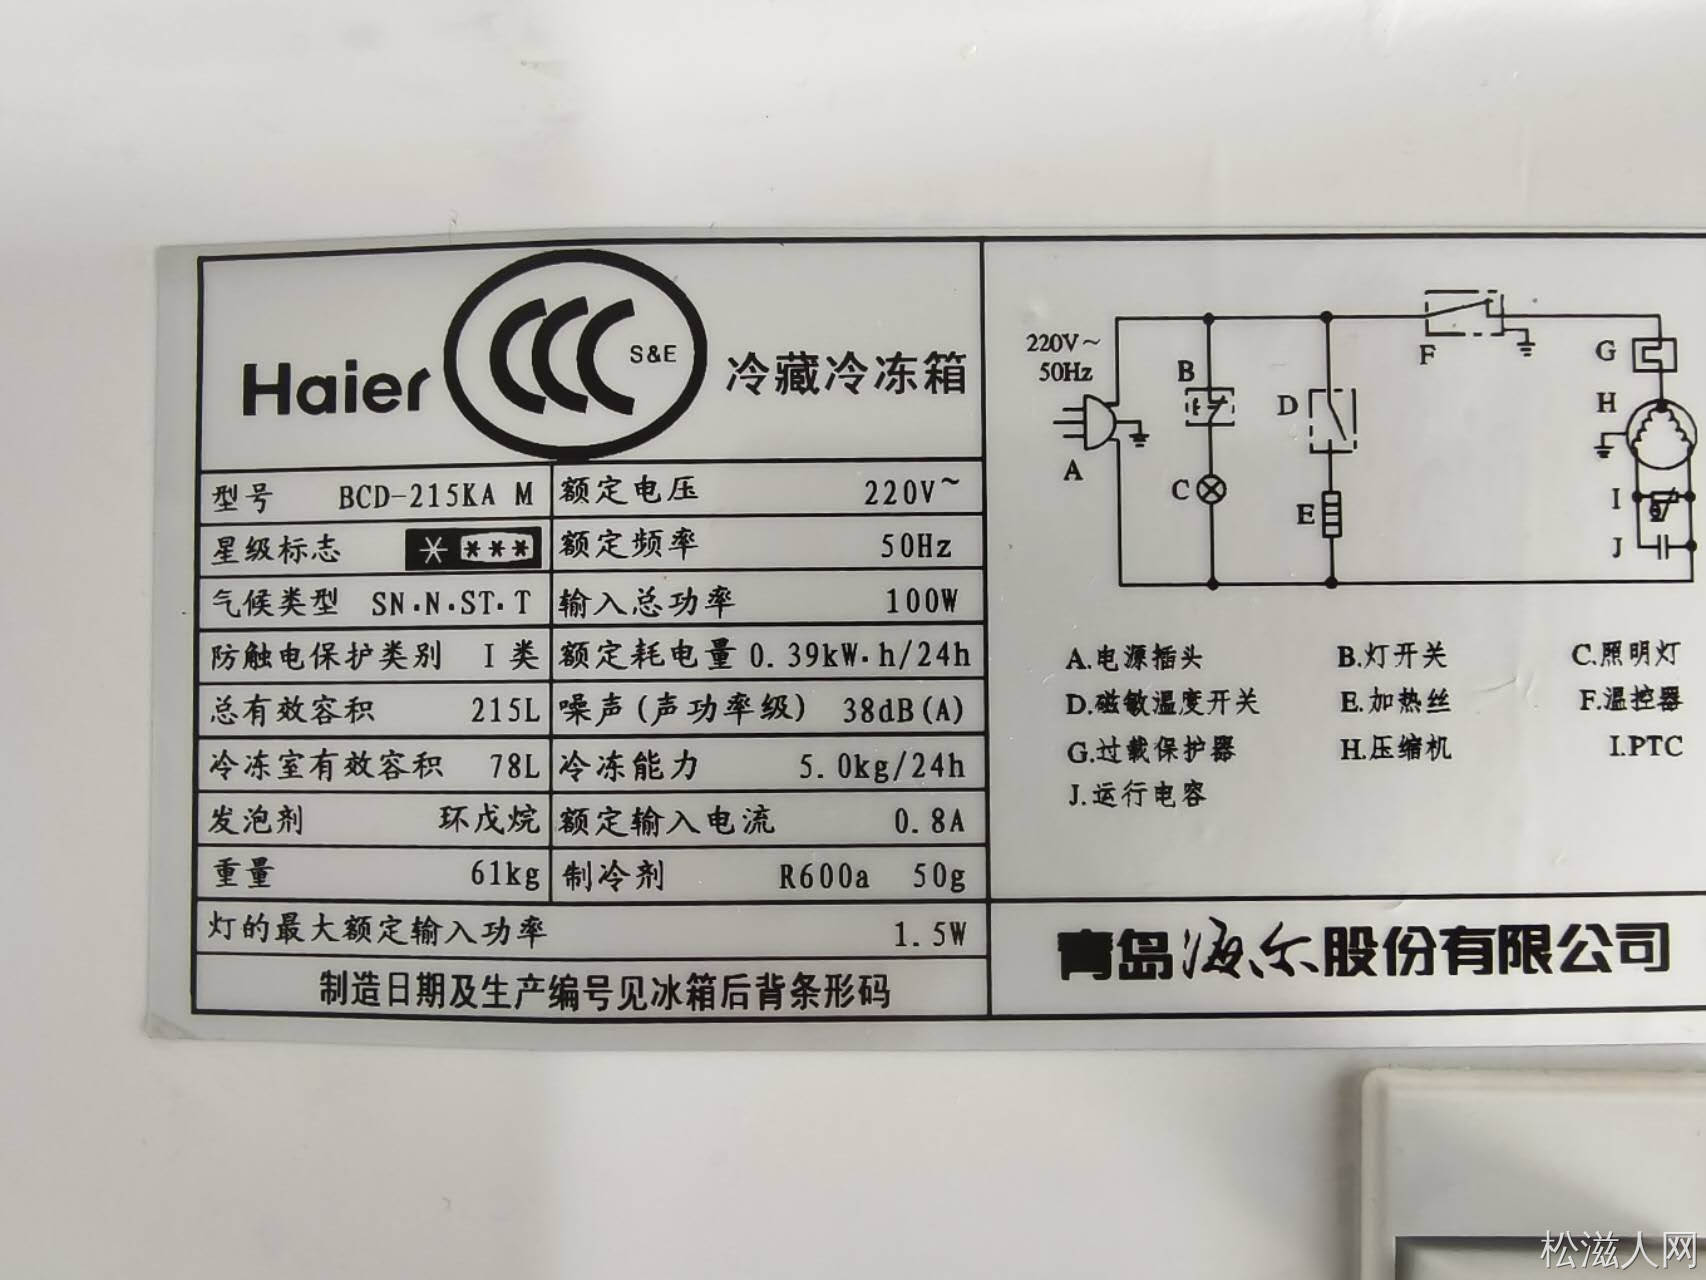 Haier S&E 冷藏冷冻箱
型号 BCD-215KA M 额定电压 220V~
星级标志 * *** 额定频率 50Hz
气候类型 SN·N·ST·T 输入总功率 100W
防触电保护类别 I 类 额定耗电量 0.39kW·h/24h
总有效容积 215L 噪声(声功率级) 38dB(A)
冷冻室有效容积 78L 冷冻能力 5.0kg/24h
发泡剂 环戊烷 额定输入电流 0.8A
重量 61kg 制冷剂 R600a 50g
灯的最大额定输入功率 1.5W
制造日期及生产编号见冰箱后背条形码
220V~
50Hz
A
B
C
D
E
F
G
H
I
J
A.电源插头 B.灯开关 C.照明灯
D.磁敏温度开关 E.加热丝 F.温控器
G.过载保护器 H.压缩机 I.PTC
J.运行电容
青岛海尔股份有限公司
松滋人网